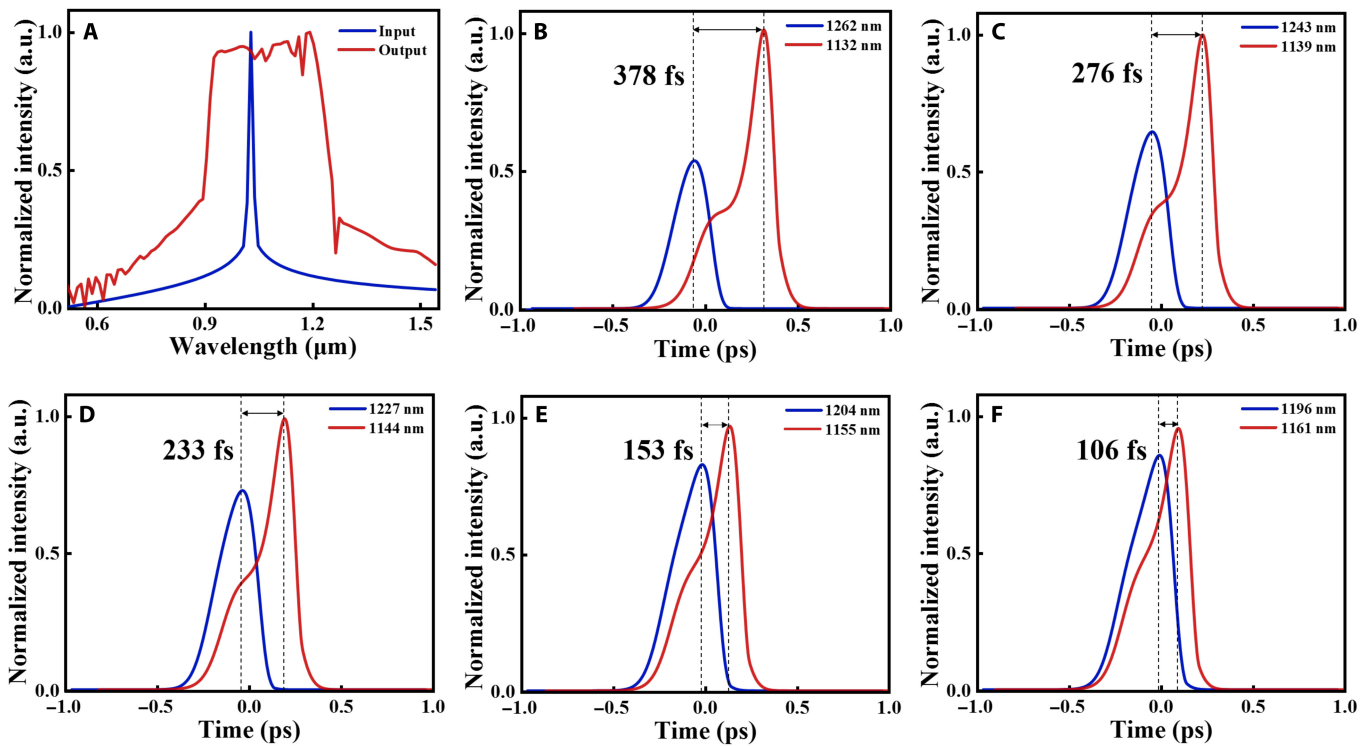 A
Input
Output
Normalized intensity (a.u.)
1.0
0.5
0.0
0.6
0.9
1.2
1.5
Wavelength (μm)
B
1262 nm
1132 nm
378 fs
Normalized intensity (a.u.)
1.0
0.5
0.0
−1.0
−0.5
0.0
0.5
1.0
Time (ps)
C
1243 nm
1139 nm
276 fs
Normalized intensity (a.u.)
1.0
0.5
0.0
−1.0
−0.5
0.0
0.5
1.0
Time (ps)
D
1227 nm
1144 nm
233 fs
Normalized intensity (a.u.)
1.0
0.5
0.0
−1.0
−0.5
0.0
0.5
1.0
Time (ps)
E
1204 nm
1155 nm
153 fs
Normalized intensity (a.u.)
1.0
0.5
0.0
−1.0
−0.5
0.0
0.5
1.0
Time (ps)
F
1196 nm
1161 nm
106 fs
Normalized intensity (a.u.)
1.0
0.5
0.0
−1.0
−0.5
0.0
0.5
1.0
Time (ps)